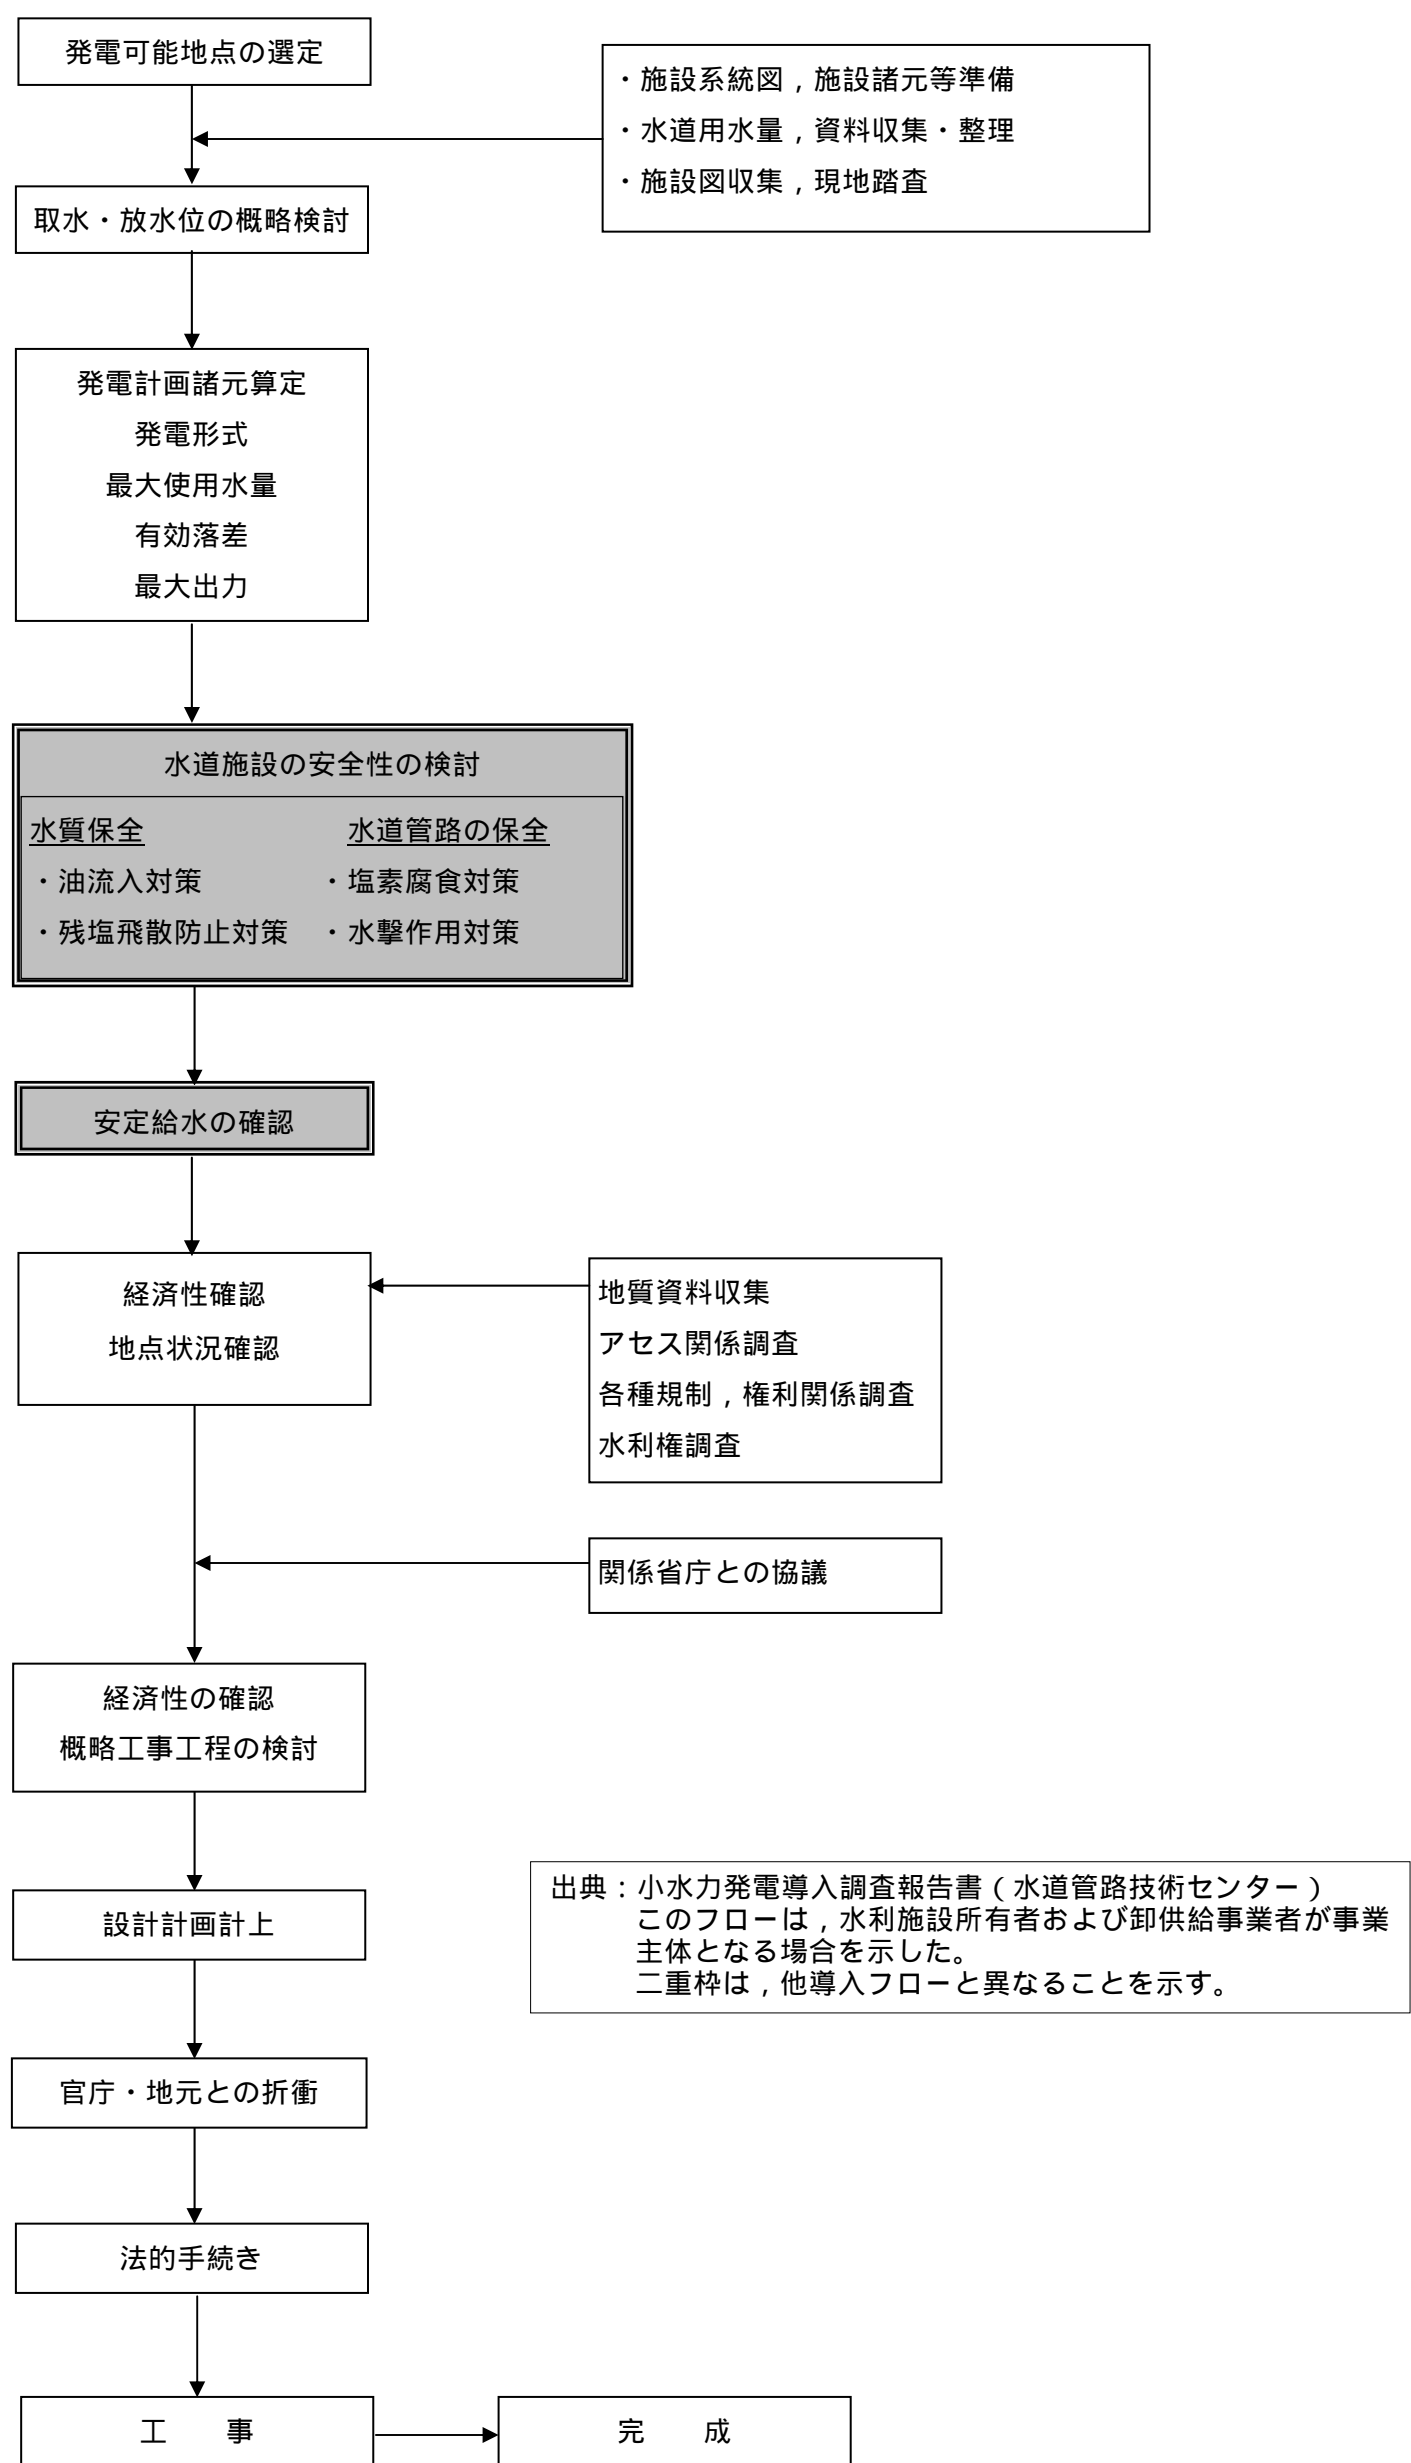 発電可能地点の選定
・施設系統図，施設諸元等準備
・水道用水量，資料収集・整理
・施設図収集，現地踏査
取水・放水位の概略検討
発電計画諸元算定
発電形式
最大使用水量
有効落差
最大出力
水道施設の安全性の検討
水質保全　水道管路の保全
・油流入対策　・塩素腐食対策
・残塩飛散防止対策　・水撃作用対策
安定給水の確認
経済性確認
地点状況確認
地質資料収集
アセス関係調査
各種規制，権利関係調査
水利権調査
関係省庁との協議
経済性の確認
概略工事工程の検討
設計計画計上
出典：小水力発電導入調査報告書（水道管路技術センター）
このフローは，水利施設所有者および卸供給事業者が事業
主体となる場合を示した。
二重枠は，他導入フローと異なることを示す。
官庁・地元との折衝
法的手続き
工　　事
完　　成